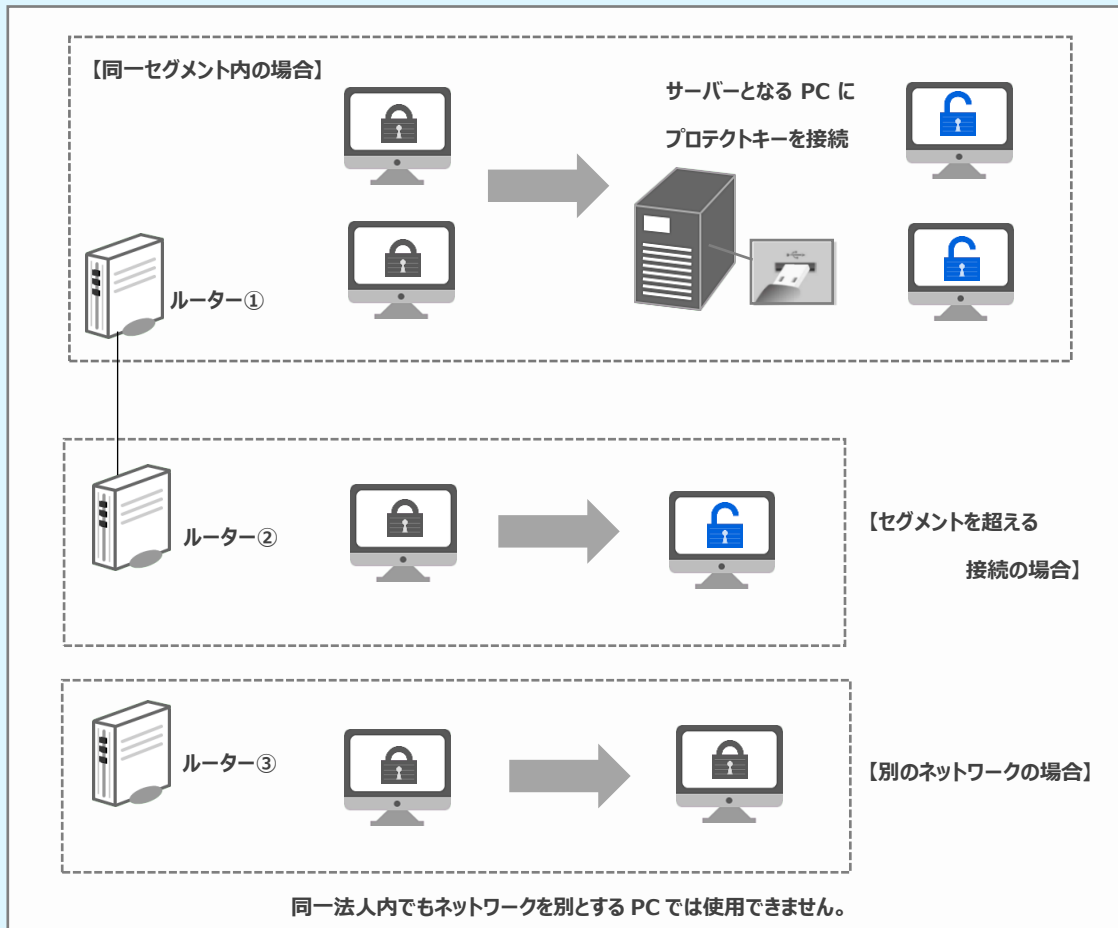 【同一セグメント内の場合】
サーバーとなる PC に
プロテクトキーを接続
ルーター①
ルーター②
【セグメントを超える
接続の場合】
ルーター③
【別のネットワークの場合】
同一法人内でもネットワークを別とする PC では使用できません。